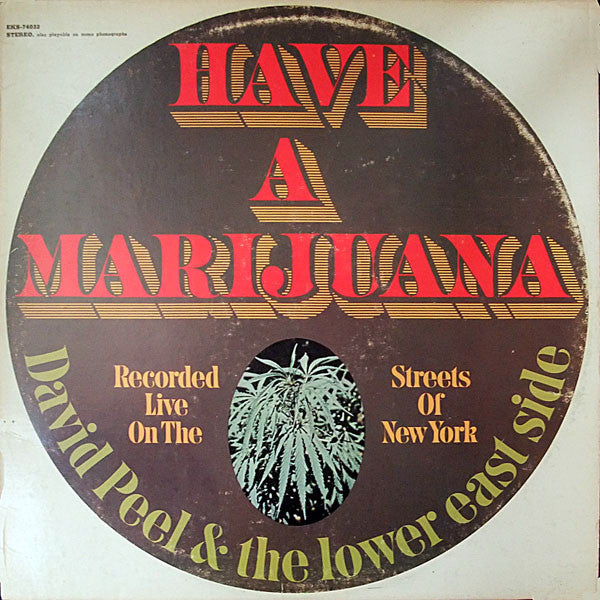 EKS-74032
STEREO, also playable on mono phonographs
HAVE
A
MARIJUANA
Recorded
Live
On The
Streets
Of
New York
David Peel & the lower east side